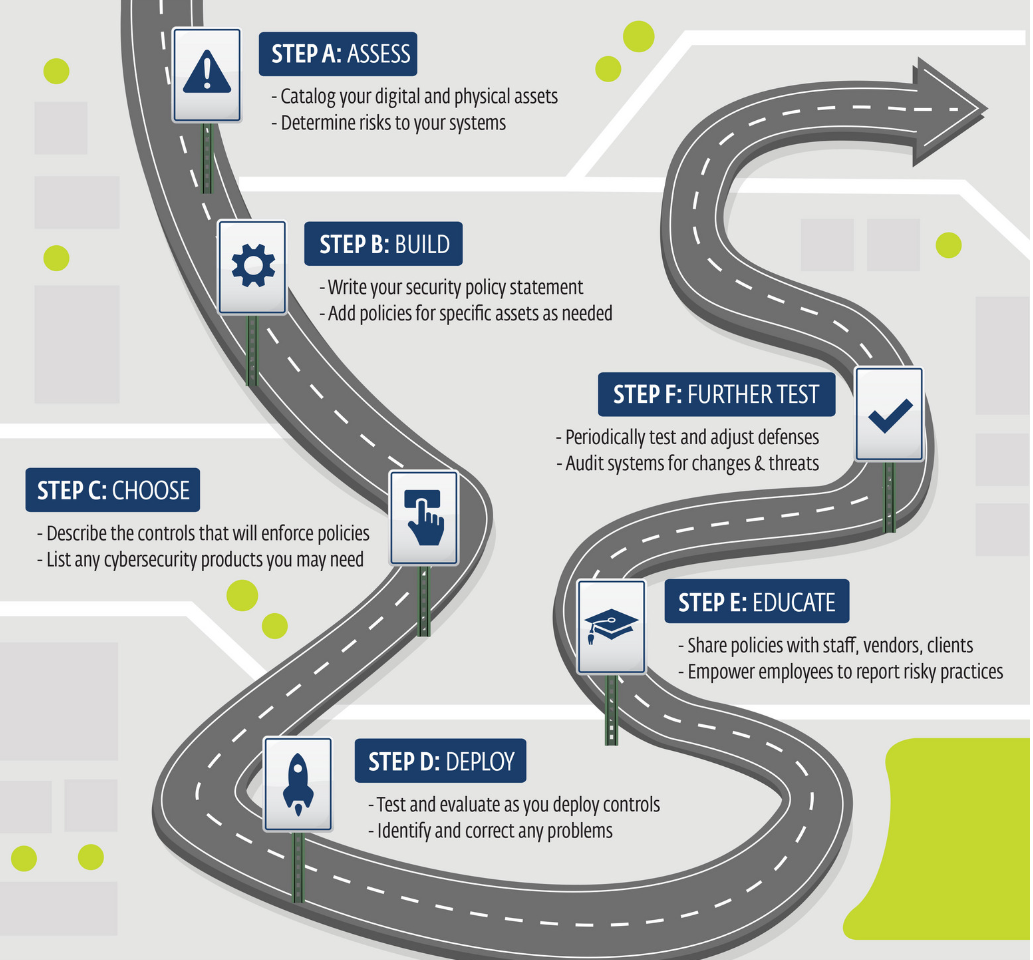 STEP A: ASSESS
- Catalog your digital and physical assets
- Determine risks to your systems
STEP B: BUILD
- Write your security policy statement
- Add policies for specific assets as needed
STEP C: CHOOSE
- Describe the controls that will enforce policies
- List any cybersecurity products you may need
STEP D: DEPLOY
- Test and evaluate as you deploy controls
- Identify and correct any problems
STEP E: EDUCATE
- Share policies with staff, vendors, clients
- Empower employees to report risky practices
STEP F: FURTHER TEST
- Periodically test and adjust defenses
- Audit systems for changes & threats